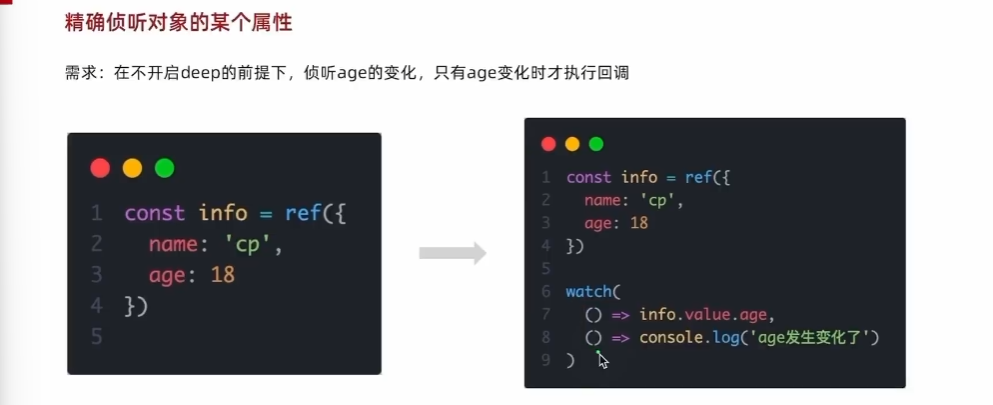 精确侦听对象的某个属性
需求：在不开启deep的前提下，侦听age的变化，只有age变化时才执行回调
1 const info = ref({
2   name: 'cp',
3   age: 18
4 })
5
1 const info = ref({
2   name: 'cp',
3   age: 18
4 })
5
6 watch(
7   () => info.value.age,
8   () => console.log('age发生变化了')
9 )